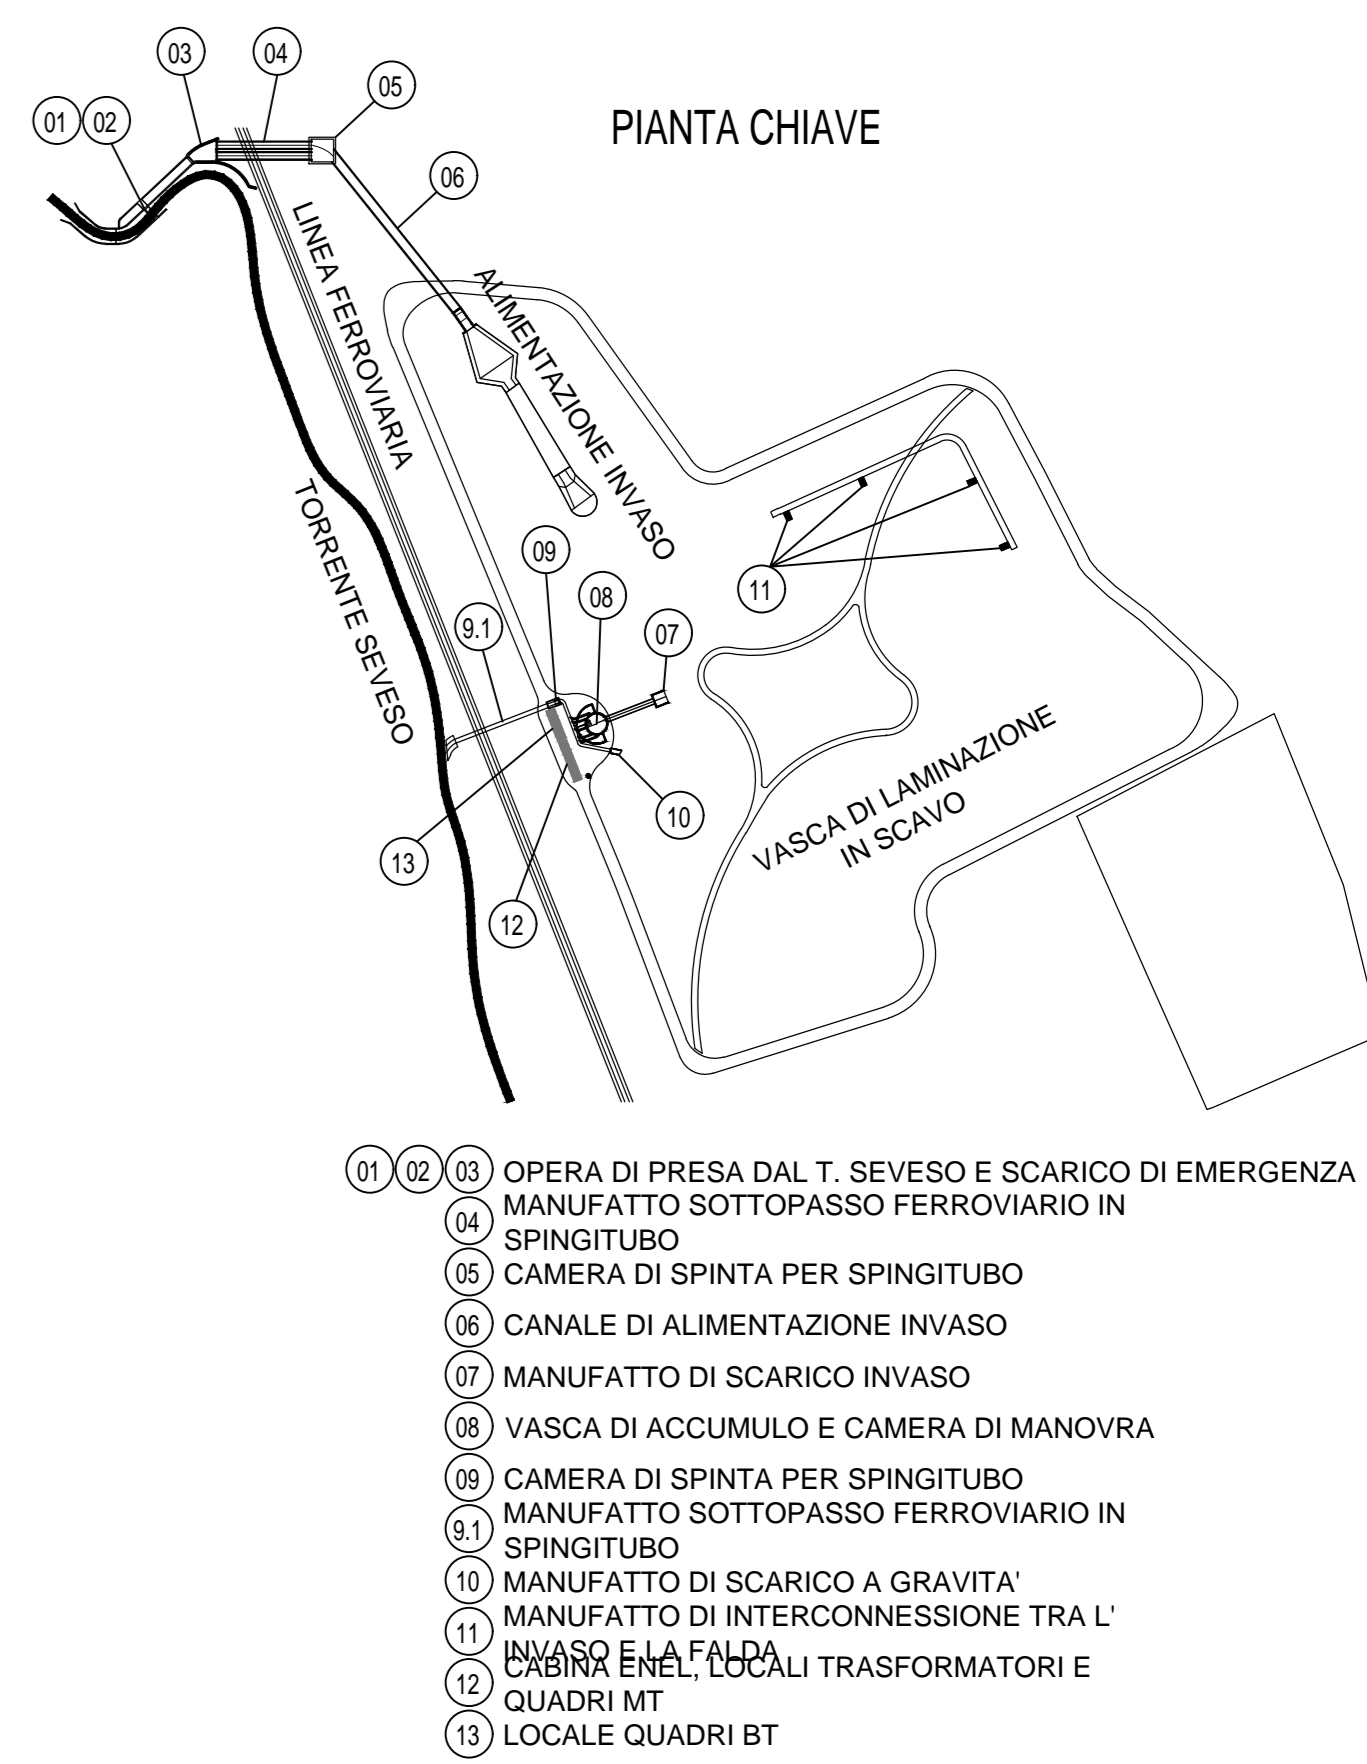 PIANTA CHIAVE
03
04
05
01
02
06
LINEA FERROVIARIA
ALIMENTAZIONE INVASO
TORRENTE SEVESO
09
08
07
9.1
11
10
13
12
VASCA DI LAMINAZIONE
IN SCAVO
01 02 03 OPERA DI PRESA DAL T. SEVESO E SCARICO DI EMERGENZA
04 MANUFATTO SOTTOPASSO FERROVIARIO IN
SPINGITUBO
05 CAMERA DI SPINTA PER SPINGITUBO
06 CANALE DI ALIMENTAZIONE INVASO
07 MANUFATTO DI SCARICO INVASO
08 VASCA DI ACCUMULO E CAMERA DI MANOVRA
09 CAMERA DI SPINTA PER SPINGITUBO
9.1 MANUFATTO SOTTOPASSO FERROVIARIO IN
SPINGITUBO
10 MANUFATTO DI SCARICO A GRAVITA'
11 MANUFATTO DI INTERCONNESSIONE TRA L'
INVASO E LA FALDA
12 CABINA ENEL, LOCALI TRASFORMATORI E
QUADRI MT
13 LOCALE QUADRI BT